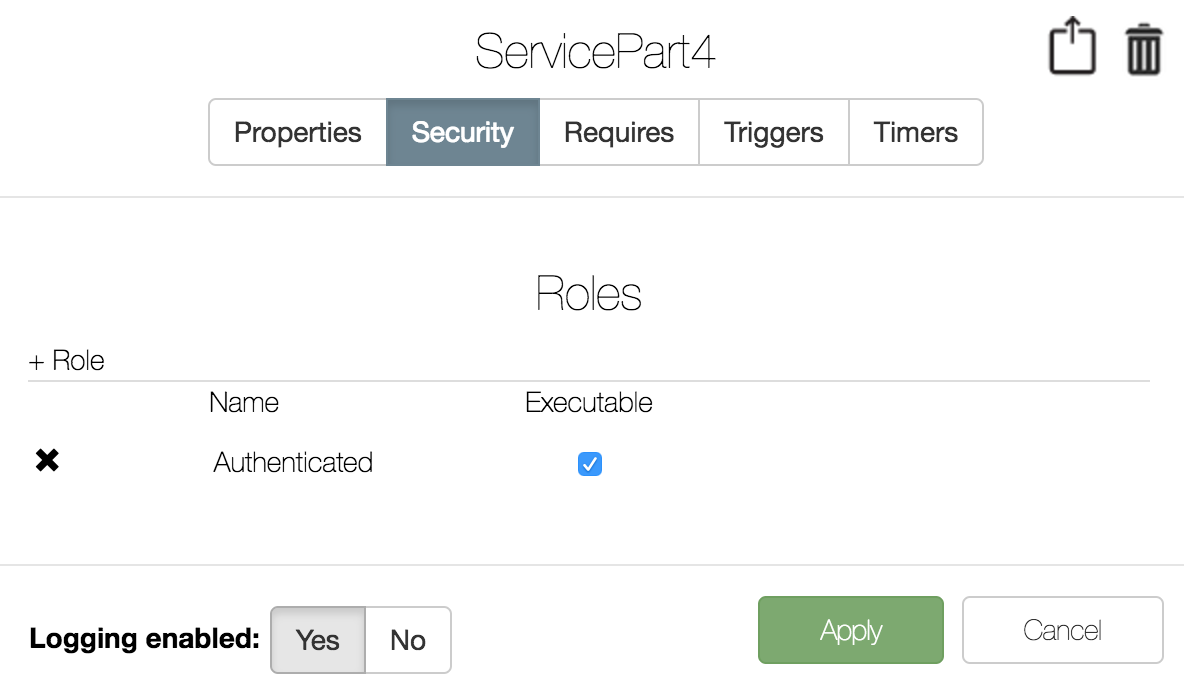 ServicePart4
Properties Security Requires Triggers Timers
Roles
+ Role
Name Executable
Authenticated
Logging enabled: Yes No Apply Cancel